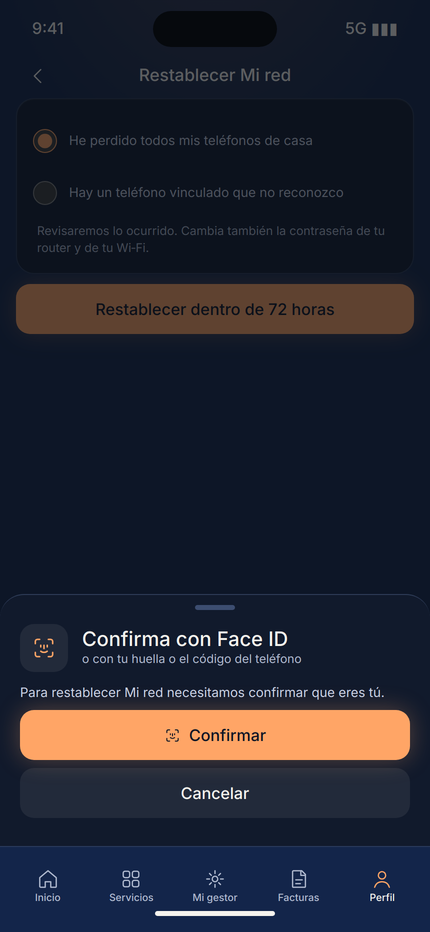 9:41
5G
Restablecer Mi red
He perdido todos mis teléfonos de casa
Hay un teléfono vinculado que no reconozco
Revisaremos lo ocurrido. Cambia también la contraseña de tu
router y de tu Wi-Fi.
Restablecer dentro de 72 horas
Confirma con Face ID
o con tu huella o el código del teléfono
Para restablecer Mi red necesitamos confirmar que eres tú.
Confirmar
Cancelar
Inicio
Servicios
Mi gestor
Facturas
Perfil